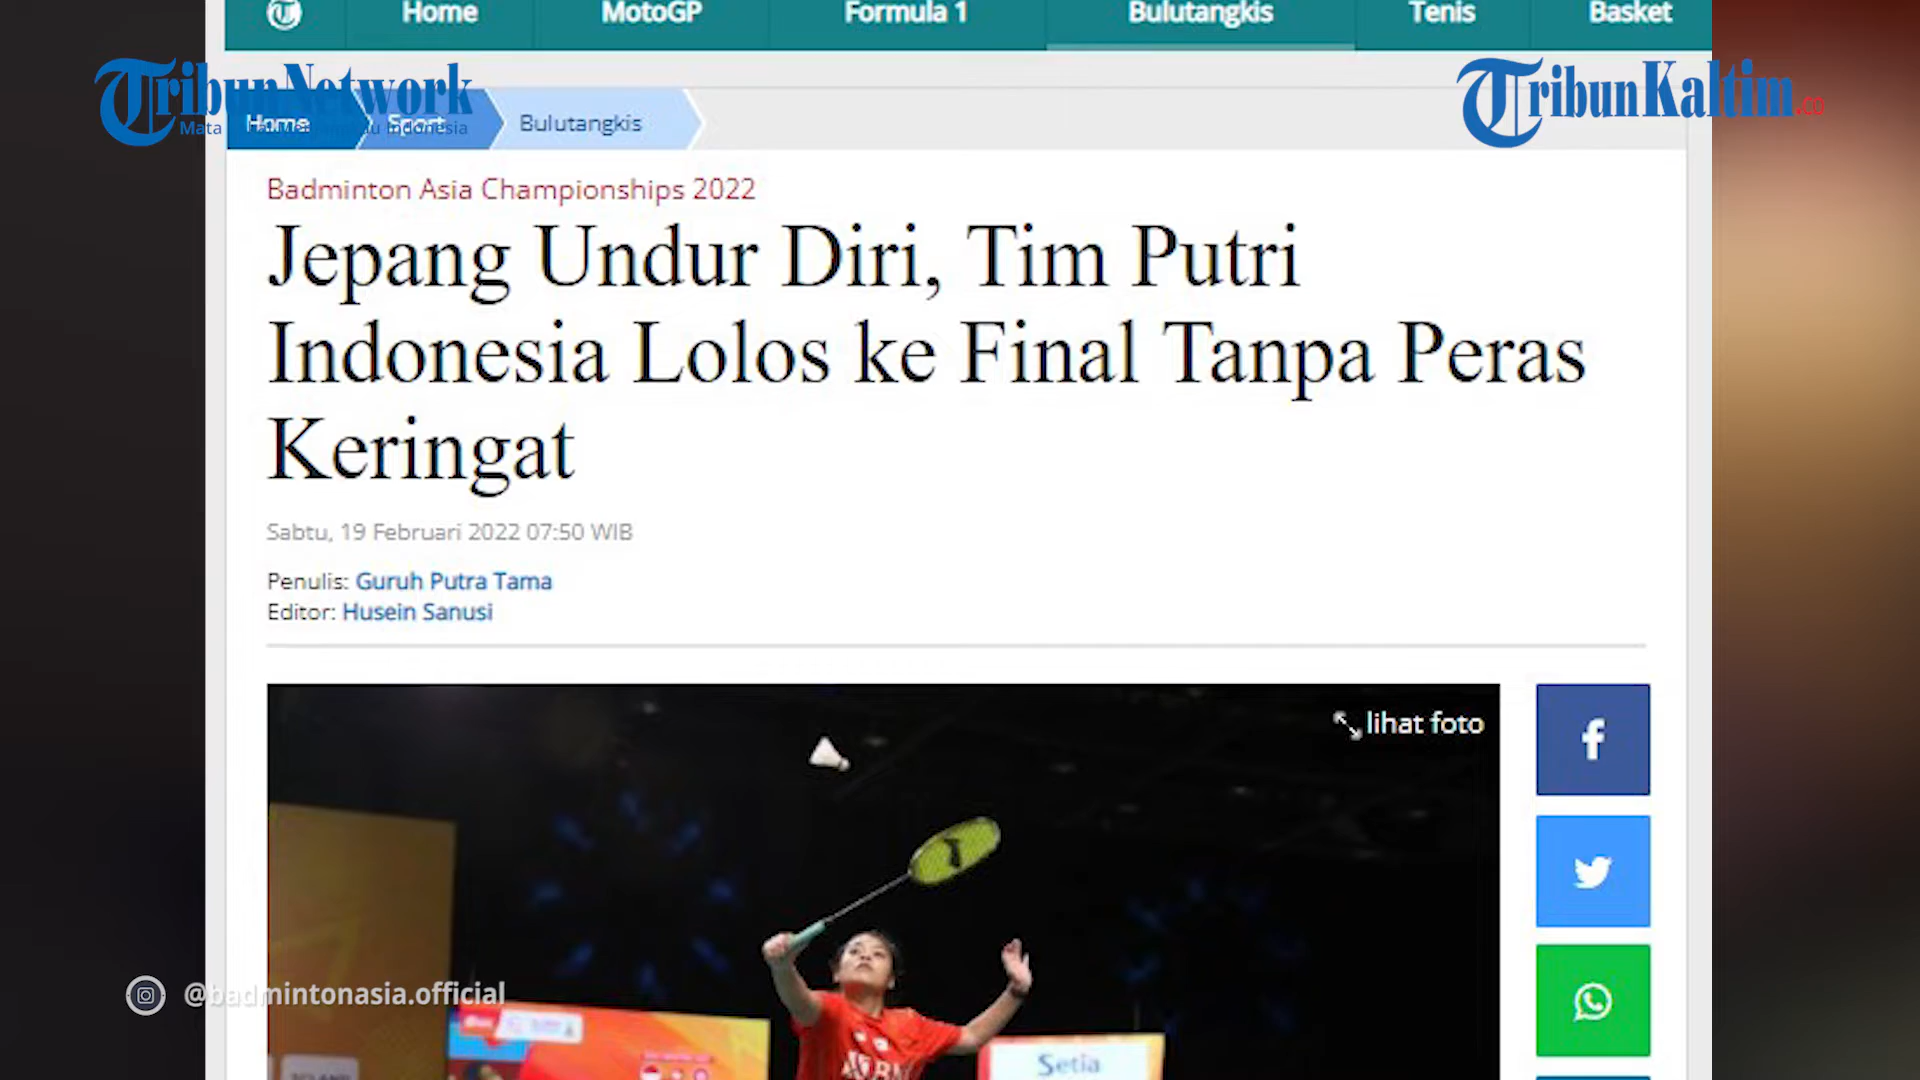 Home MotoGP Formula 1 Bulutangkis Tenis Basket
TribunNetwork
TribunKaltim.co
Home Sport Bulutangkis
Badminton Asia Championships 2022
Jepang Undur Diri, Tim Putri
Indonesia Lolos ke Final Tanpa Peras
Keringat
Sabtu, 19 Februari 2022 07:50 WIB
Penulis: Guruh Putra Tama
Editor: Husein Sanusi
lihat foto
@badmintonasia.official
Setia